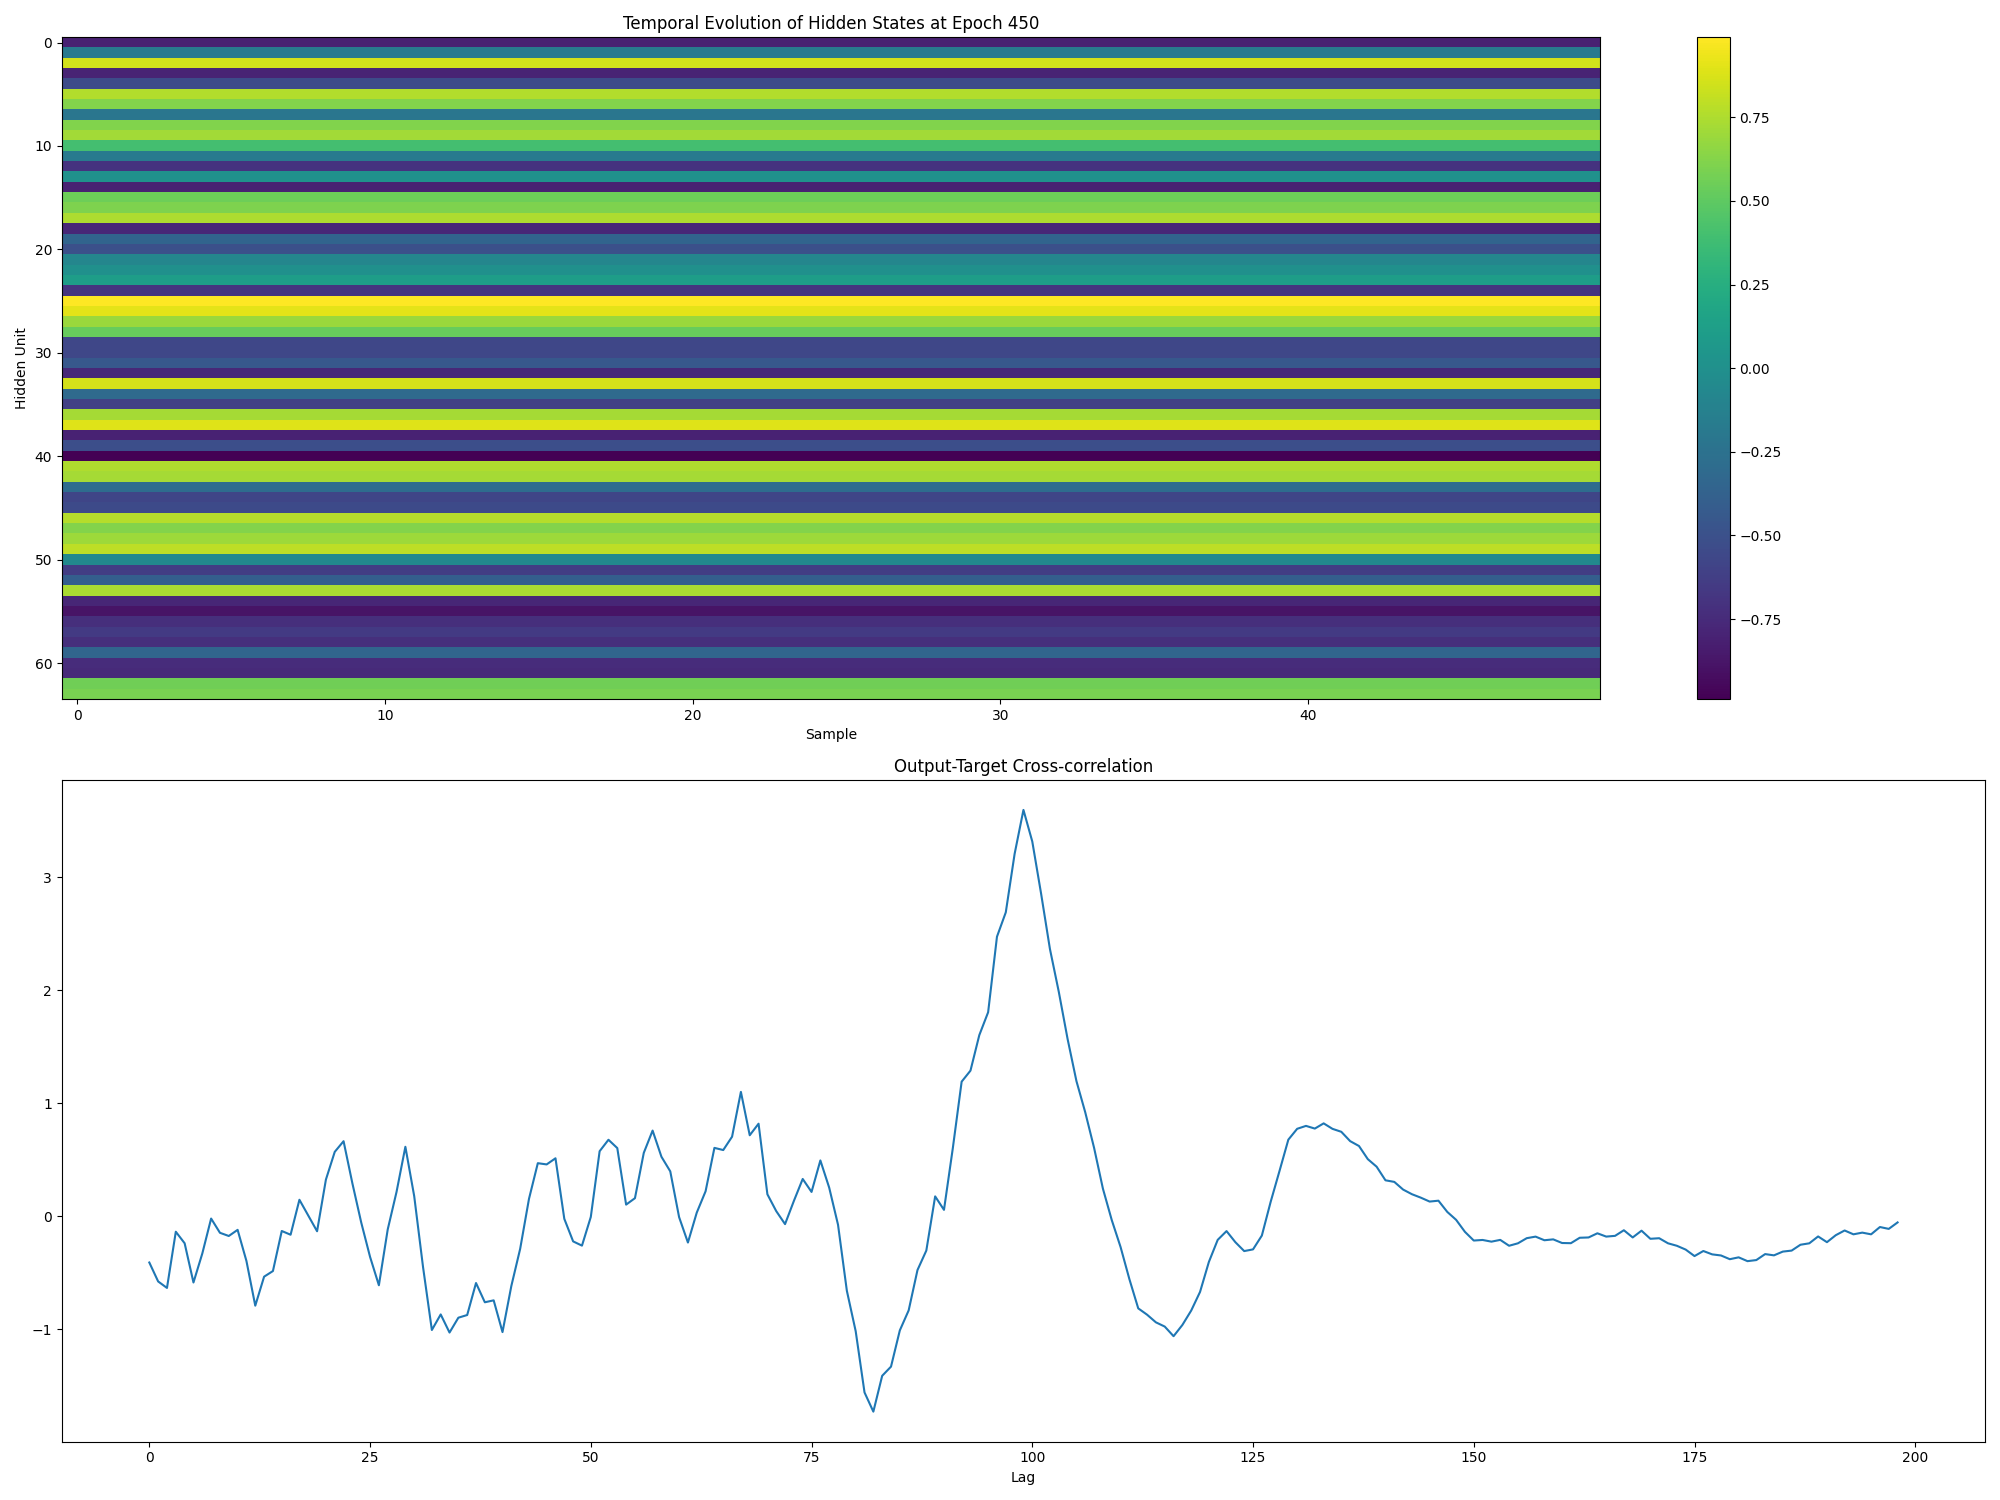 Temporal Evolution of Hidden States at Epoch 450
0
10
20
30
40
50
60
Hidden Unit
0 10 20 30 40
Sample
0.75
0.50
0.25
0.00
−0.25
−0.50
−0.75
Output-Target Cross-correlation
3
2
1
0
−1
0 25 50 75 100 125 150 175 200
Lag